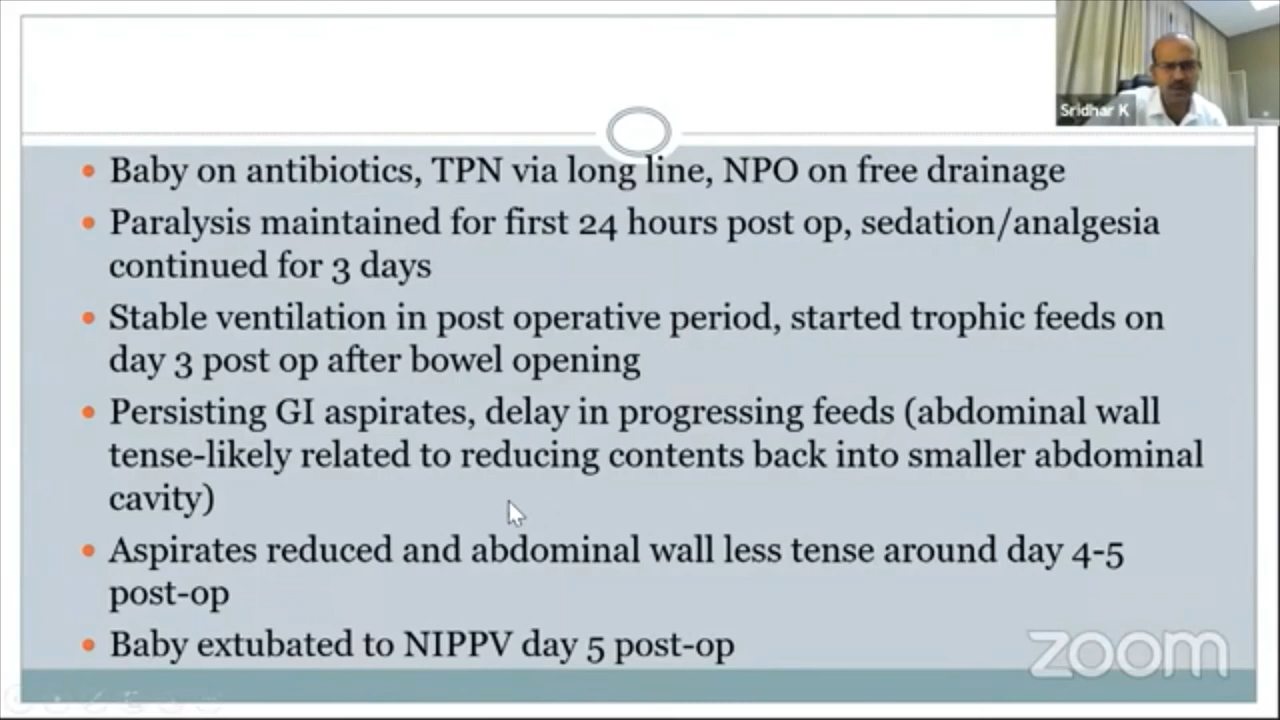 Sridhar K
• Baby on antibiotics, TPN via long line, NPO on free drainage
• Paralysis maintained for first 24 hours post op, sedation/analgesia
continued for 3 days
• Stable ventilation in post operative period, started trophic feeds on
day 3 post op after bowel opening
• Persisting GI aspirates, delay in progressing feeds (abdominal wall
tense-likely related to reducing contents back into smaller abdominal
cavity)
• Aspirates reduced and abdominal wall less tense around day 4-5
post-op
• Baby extubated to NIPPV day 5 post-op
zoom